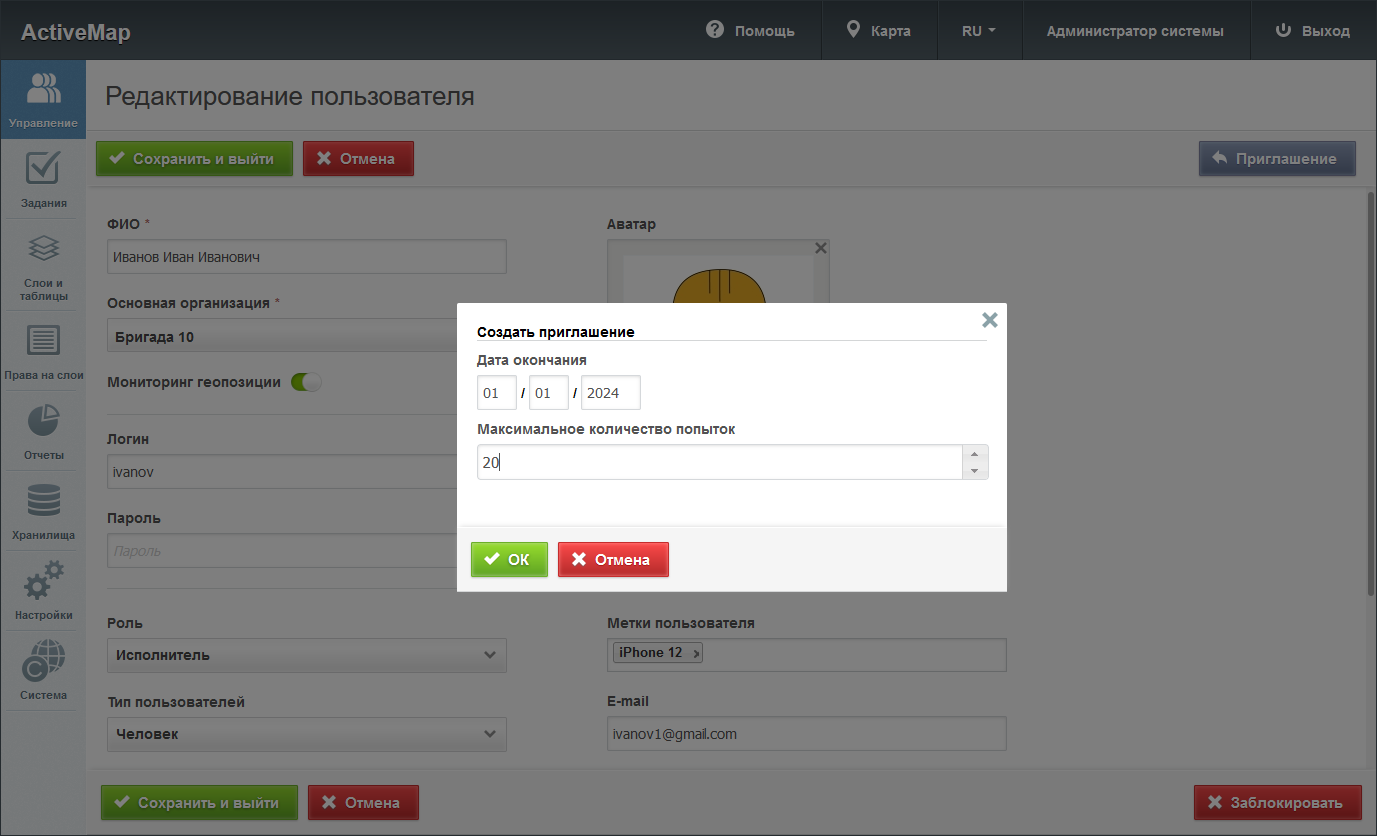 ActiveMap
Помощь
Карта
RU
Администратор системы
Выход
Управление
Задания
Слои и
таблицы
Права на слои
Отчеты
Хранилища
Настройки
Система
Редактирование пользователя
Сохранить и выйти
Отмена
Приглашение
ФИО *
Иванов Иван Иванович
Аватар
Основная организация *
Бригада 10
Мониторинг геопозиции
Логин
ivanov
Пароль
Пароль
Создать приглашение
Дата окончания
01 / 01 / 2024
Максимальное количество попыток
20
ОК
Отмена
Роль
Исполнитель
Метки пользователя
iPhone 12 x
Тип пользователей
Человек
E-mail
ivanov1@gmail.com
Сохранить и выйти
Отмена
Заблокировать